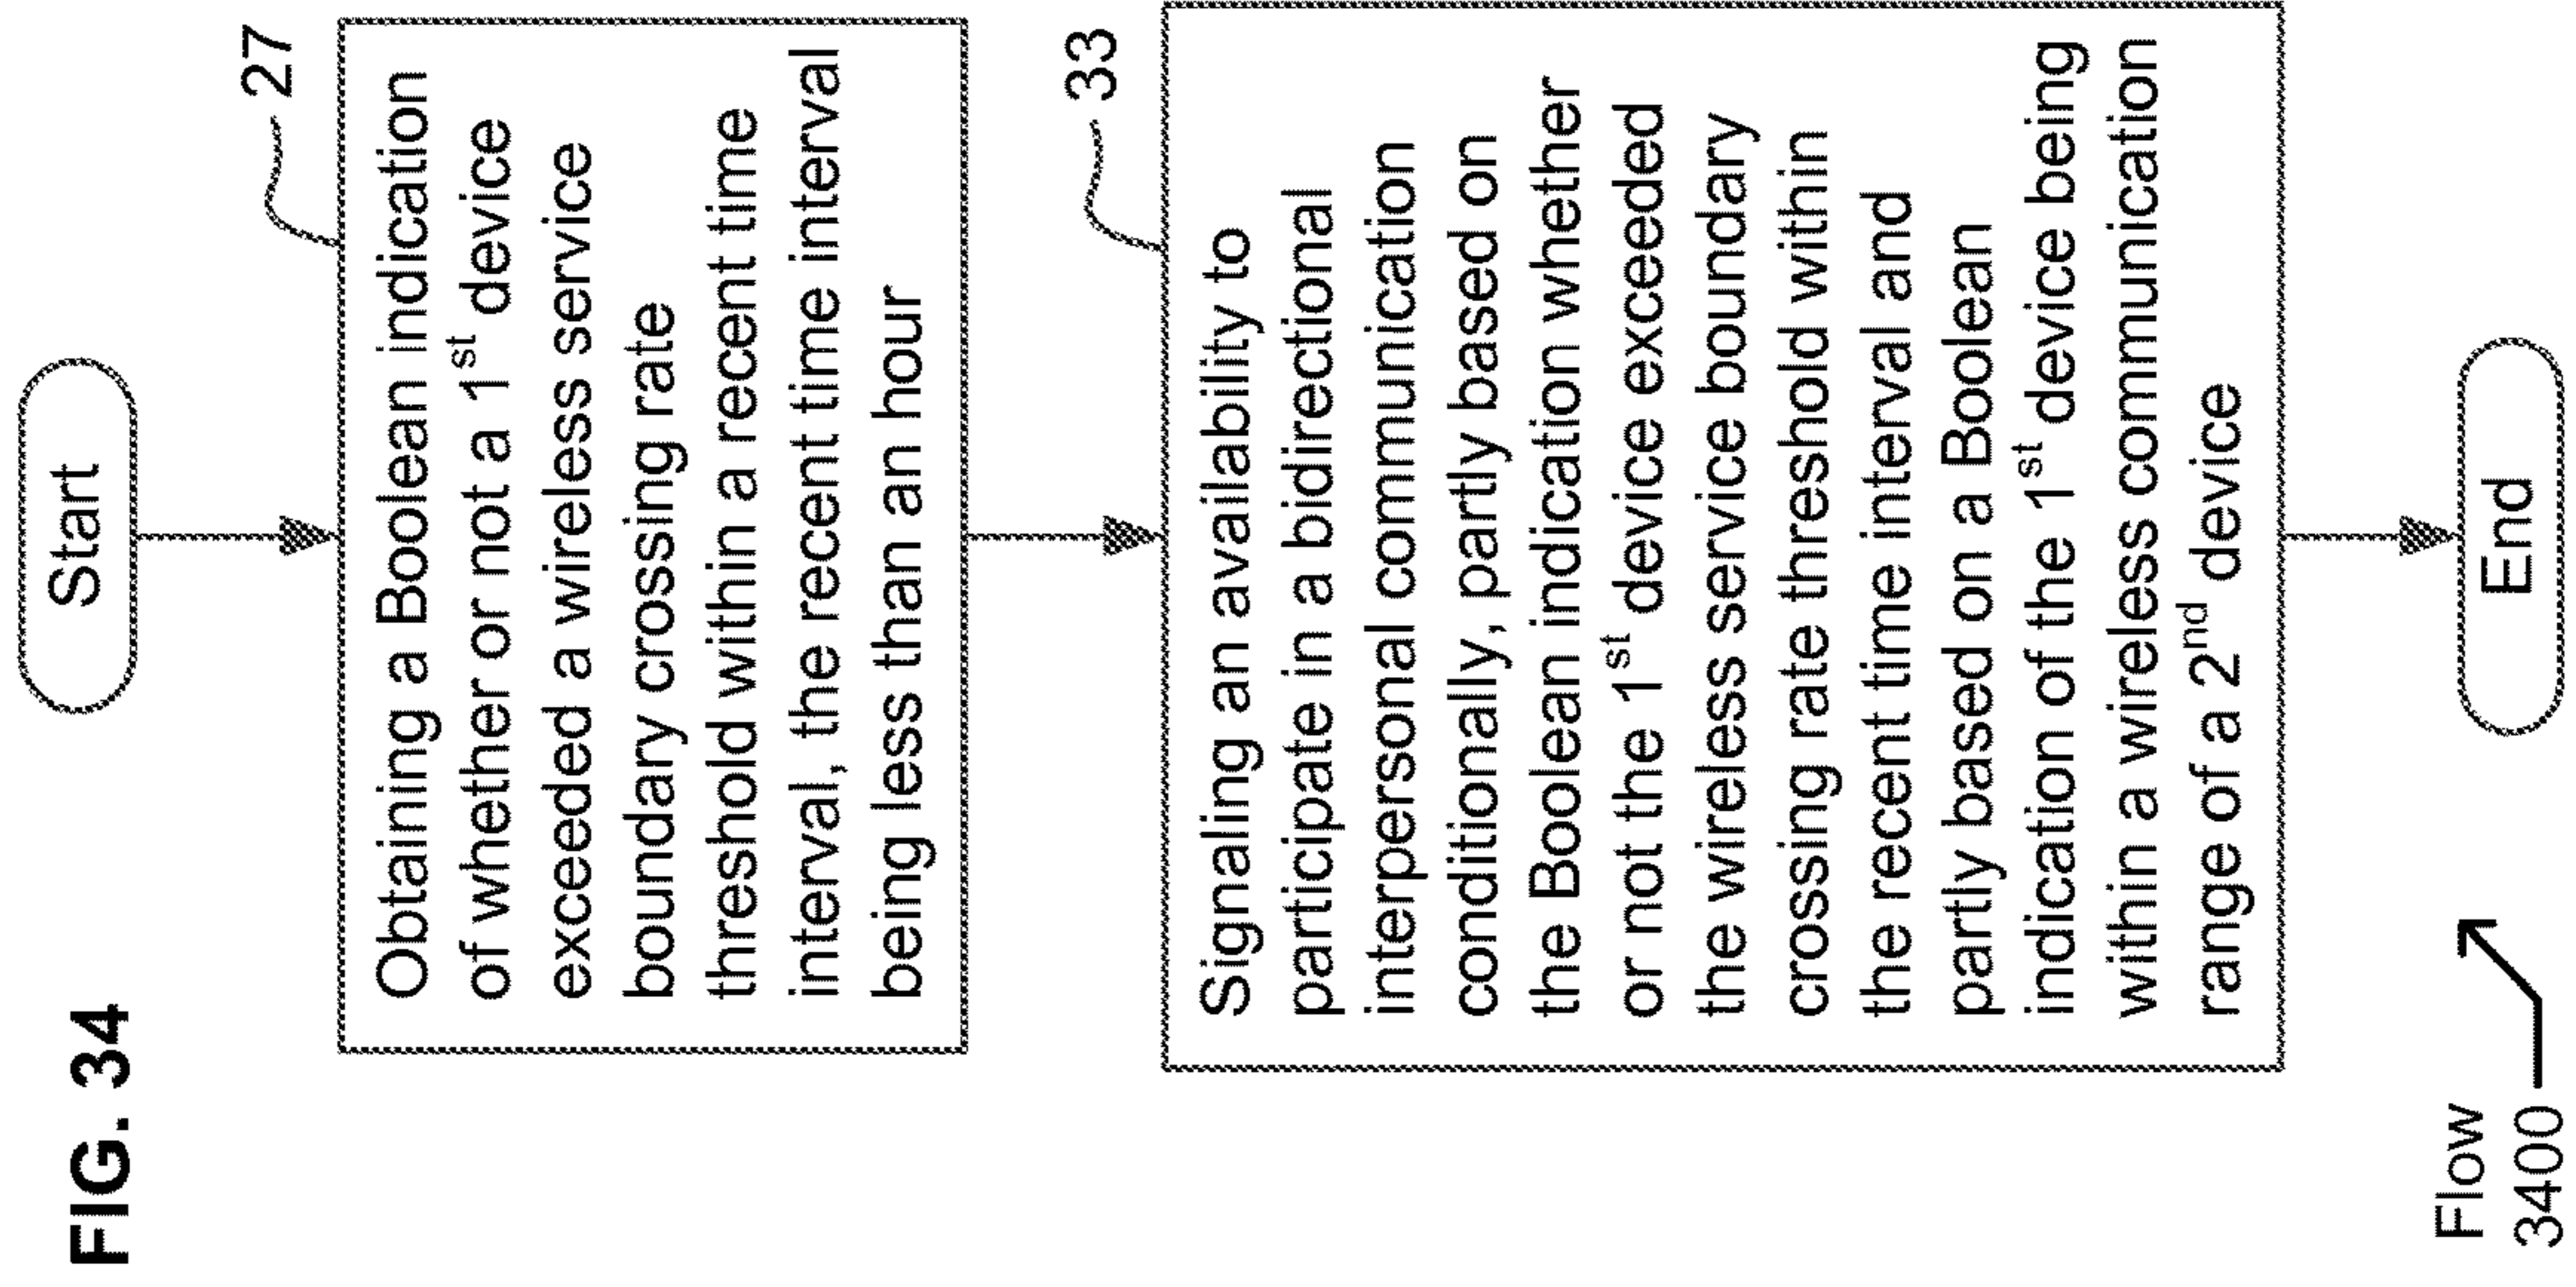 FIG. 34
Start
27
Obtaining a Boolean indication
of whether or not a 1st device
exceeded a wireless service
boundary crossing rate
threshold within a recent time
interval, the recent time interval
being less than an hour
33
Signaling an availability to
participate in a bidirectional
interpersonal communication
conditionally, partly based on
the Boolean indication whether
or not the 1st device exceeded
the wireless service boundary
crossing rate threshold within
the recent time interval and
partly based on a Boolean
indication of the 1st device being
within a wireless communication
range of a 2nd device
Flow
3400
End